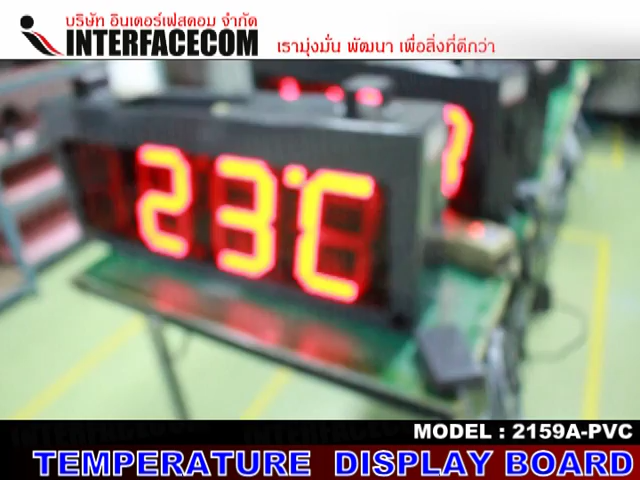 บริษัท อินเตอร์เฟสคอม จำกัด
INTERFACECOM เรามุ่งมั่น พัฒนา เพื่อสิ่งที่ดีกว่า
23°C
MODEL : 2159A-PVC
TEMPERATURE DISPLAY BOARD